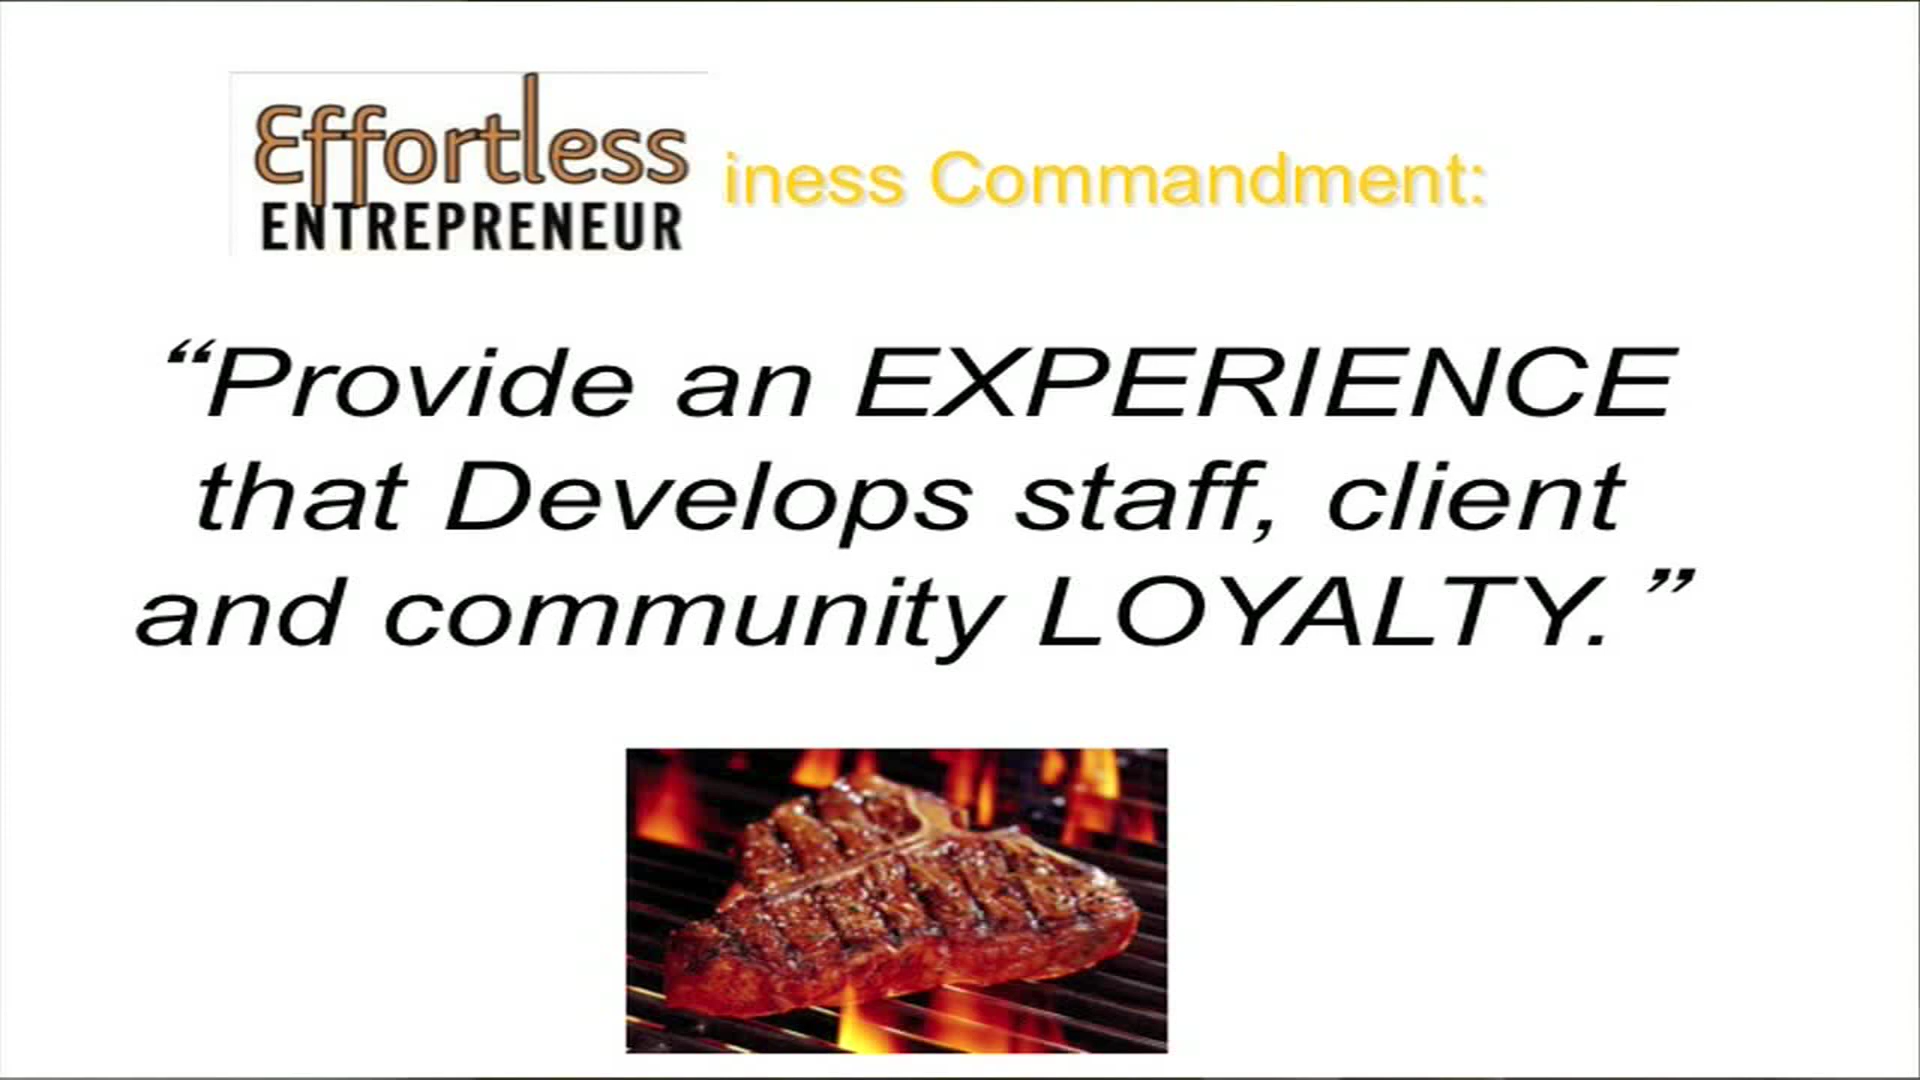 Effortless
ENTREPRENEUR
iness Commandment:
“Provide an EXPERIENCE
that Develops staff, client
and community LOYALTY.”